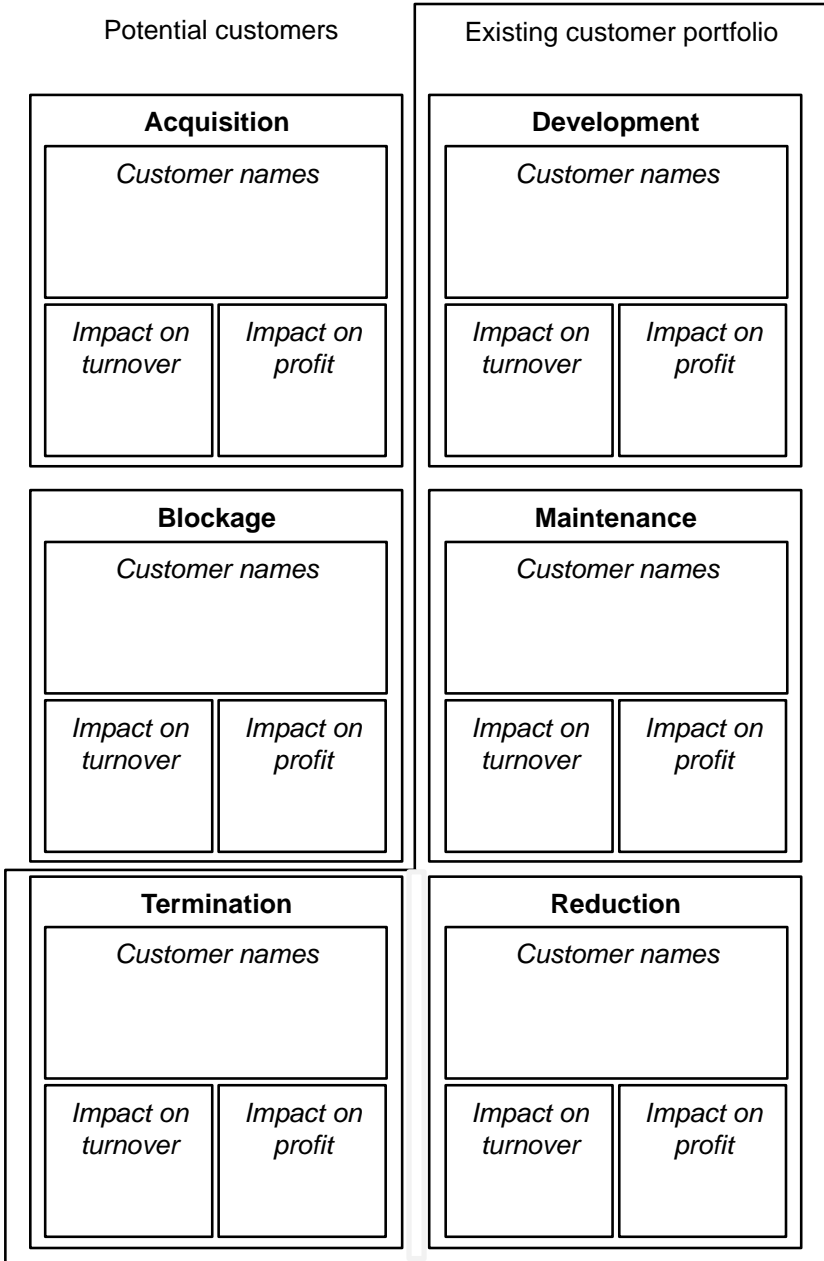 Potential customers
Existing customer portfolio
Acquisition
Customer names
Impact on
turnover
Impact on
profit
Development
Customer names
Impact on
turnover
Impact on
profit
Blockage
Customer names
Impact on
turnover
Impact on
profit
Maintenance
Customer names
Impact on
turnover
Impact on
profit
Termination
Customer names
Impact on
turnover
Impact on
profit
Reduction
Customer names
Impact on
turnover
Impact on
profit